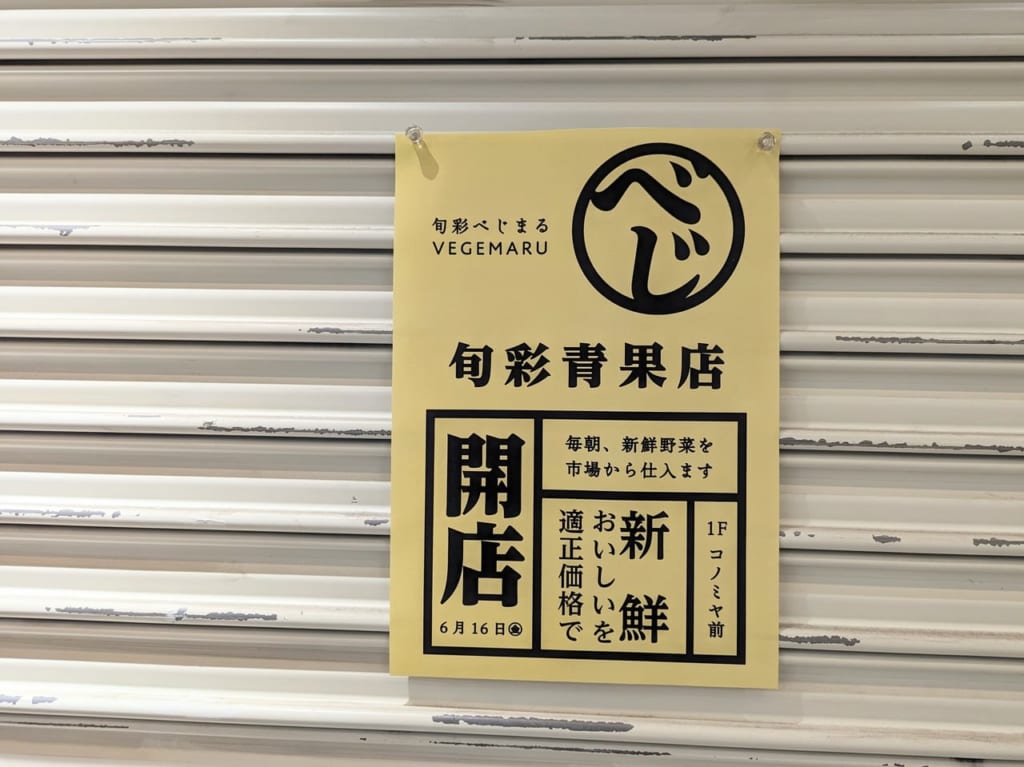 旬彩べじまる
VEGEMARU
べじ
旬彩青果店
開店
6月16日㊎
毎朝、新鮮野菜を
市場から仕入ます
新鮮
おいしいを
適正価格で
1Fコノミヤ前